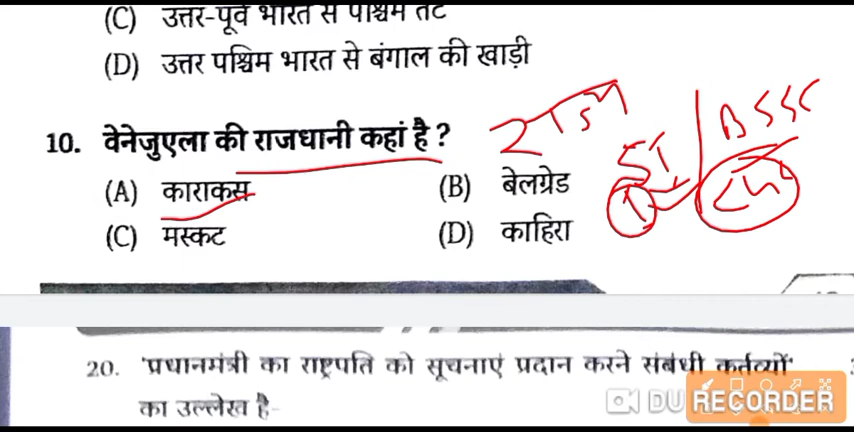 (C) उत्तर-पूर्व भारत से पश्चिम तट
(D) उत्तर पश्चिम भारत से बंगाल की खाड़ी
10. वेनेजुएला की राजधानी कहां है ?
(A) काराकस
(B) बेलग्रेड
(C) मस्कट
(D) काहिरा
SI / BSSC
20. 'प्रधानमंत्री का राष्ट्रपति को सूचनाएं प्रदान करने संबंधी कर्तव्यों'
का उल्लेख है-
DU RECORDER